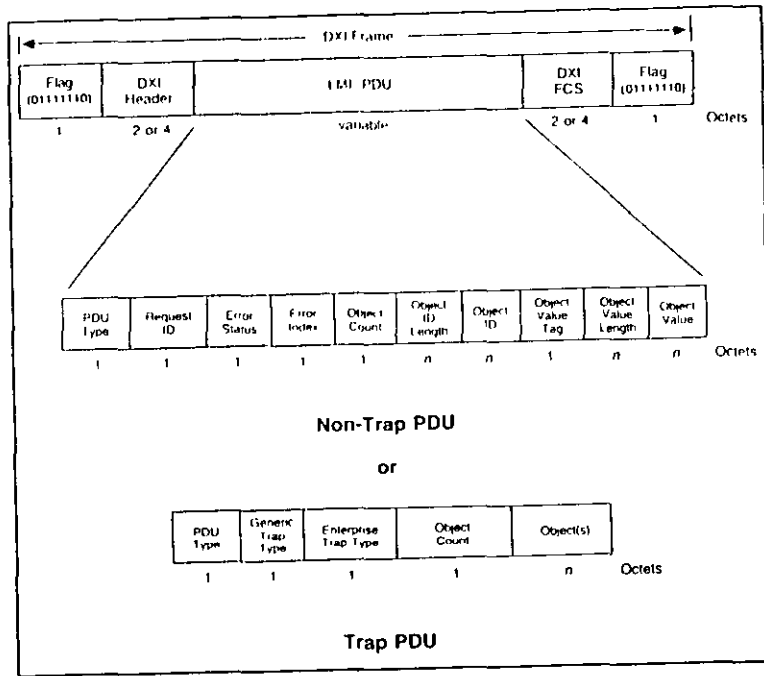 DXI Frame
Flag (01111110)
DXI Header
LMI PDU
DXI FCS
Flag (01111110)
1
2 or 4
variable
2 or 4
1
Octets
PDU Type
Request ID
Error Status
Error Index
Object Count
Object ID Length
Object ID
Object Value Tag
Object Value Length
Object Value
1
1
1
1
1
n
n
1
n
n
Octets
Non-Trap PDU
or
PDU Type
Generic Trap Type
Enterprise Trap Type
Object Count
Object(s)
1
1
1
1
n
Octets
Trap PDU